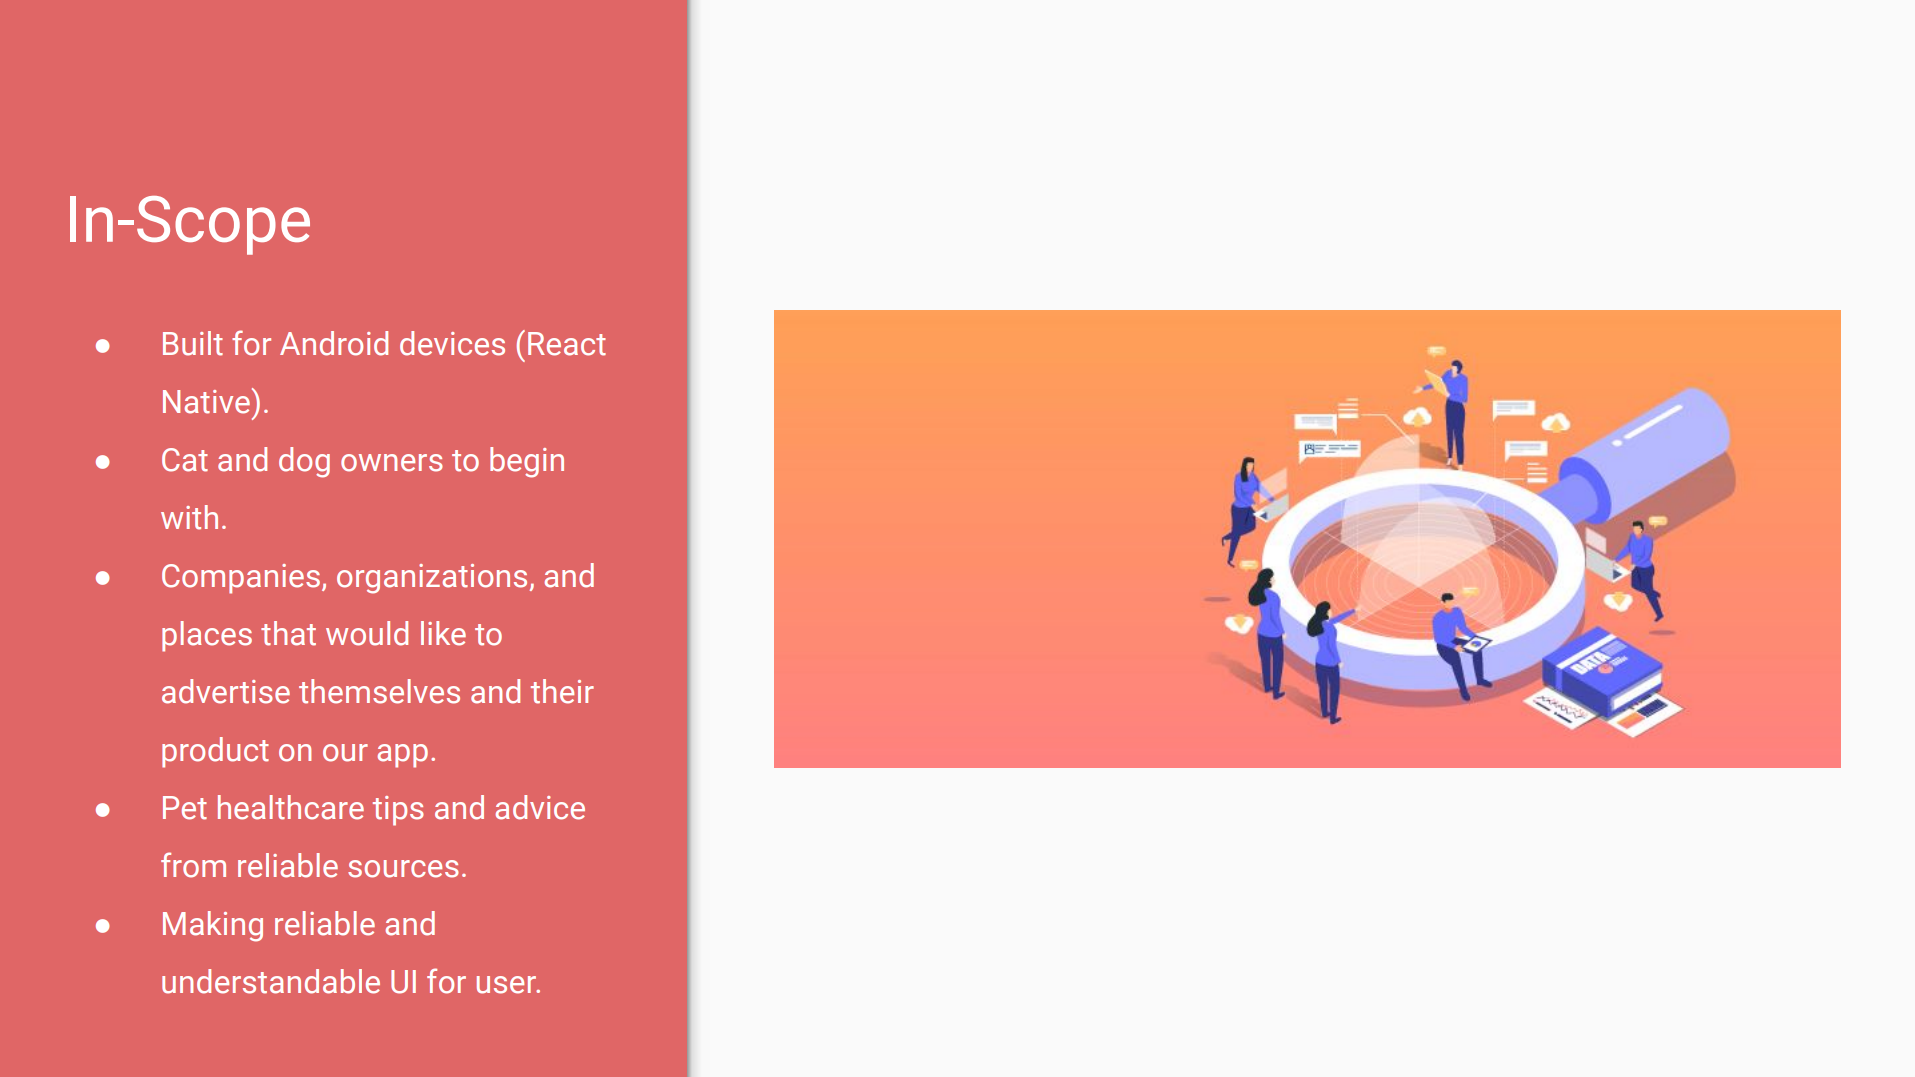 In-Scope
● Built for Android devices (React
Native).
● Cat and dog owners to begin
with.
● Companies, organizations, and
places that would like to
advertise themselves and their
product on our app.
● Pet healthcare tips and advice
from reliable sources.
● Making reliable and
understandable UI for user.
DATA